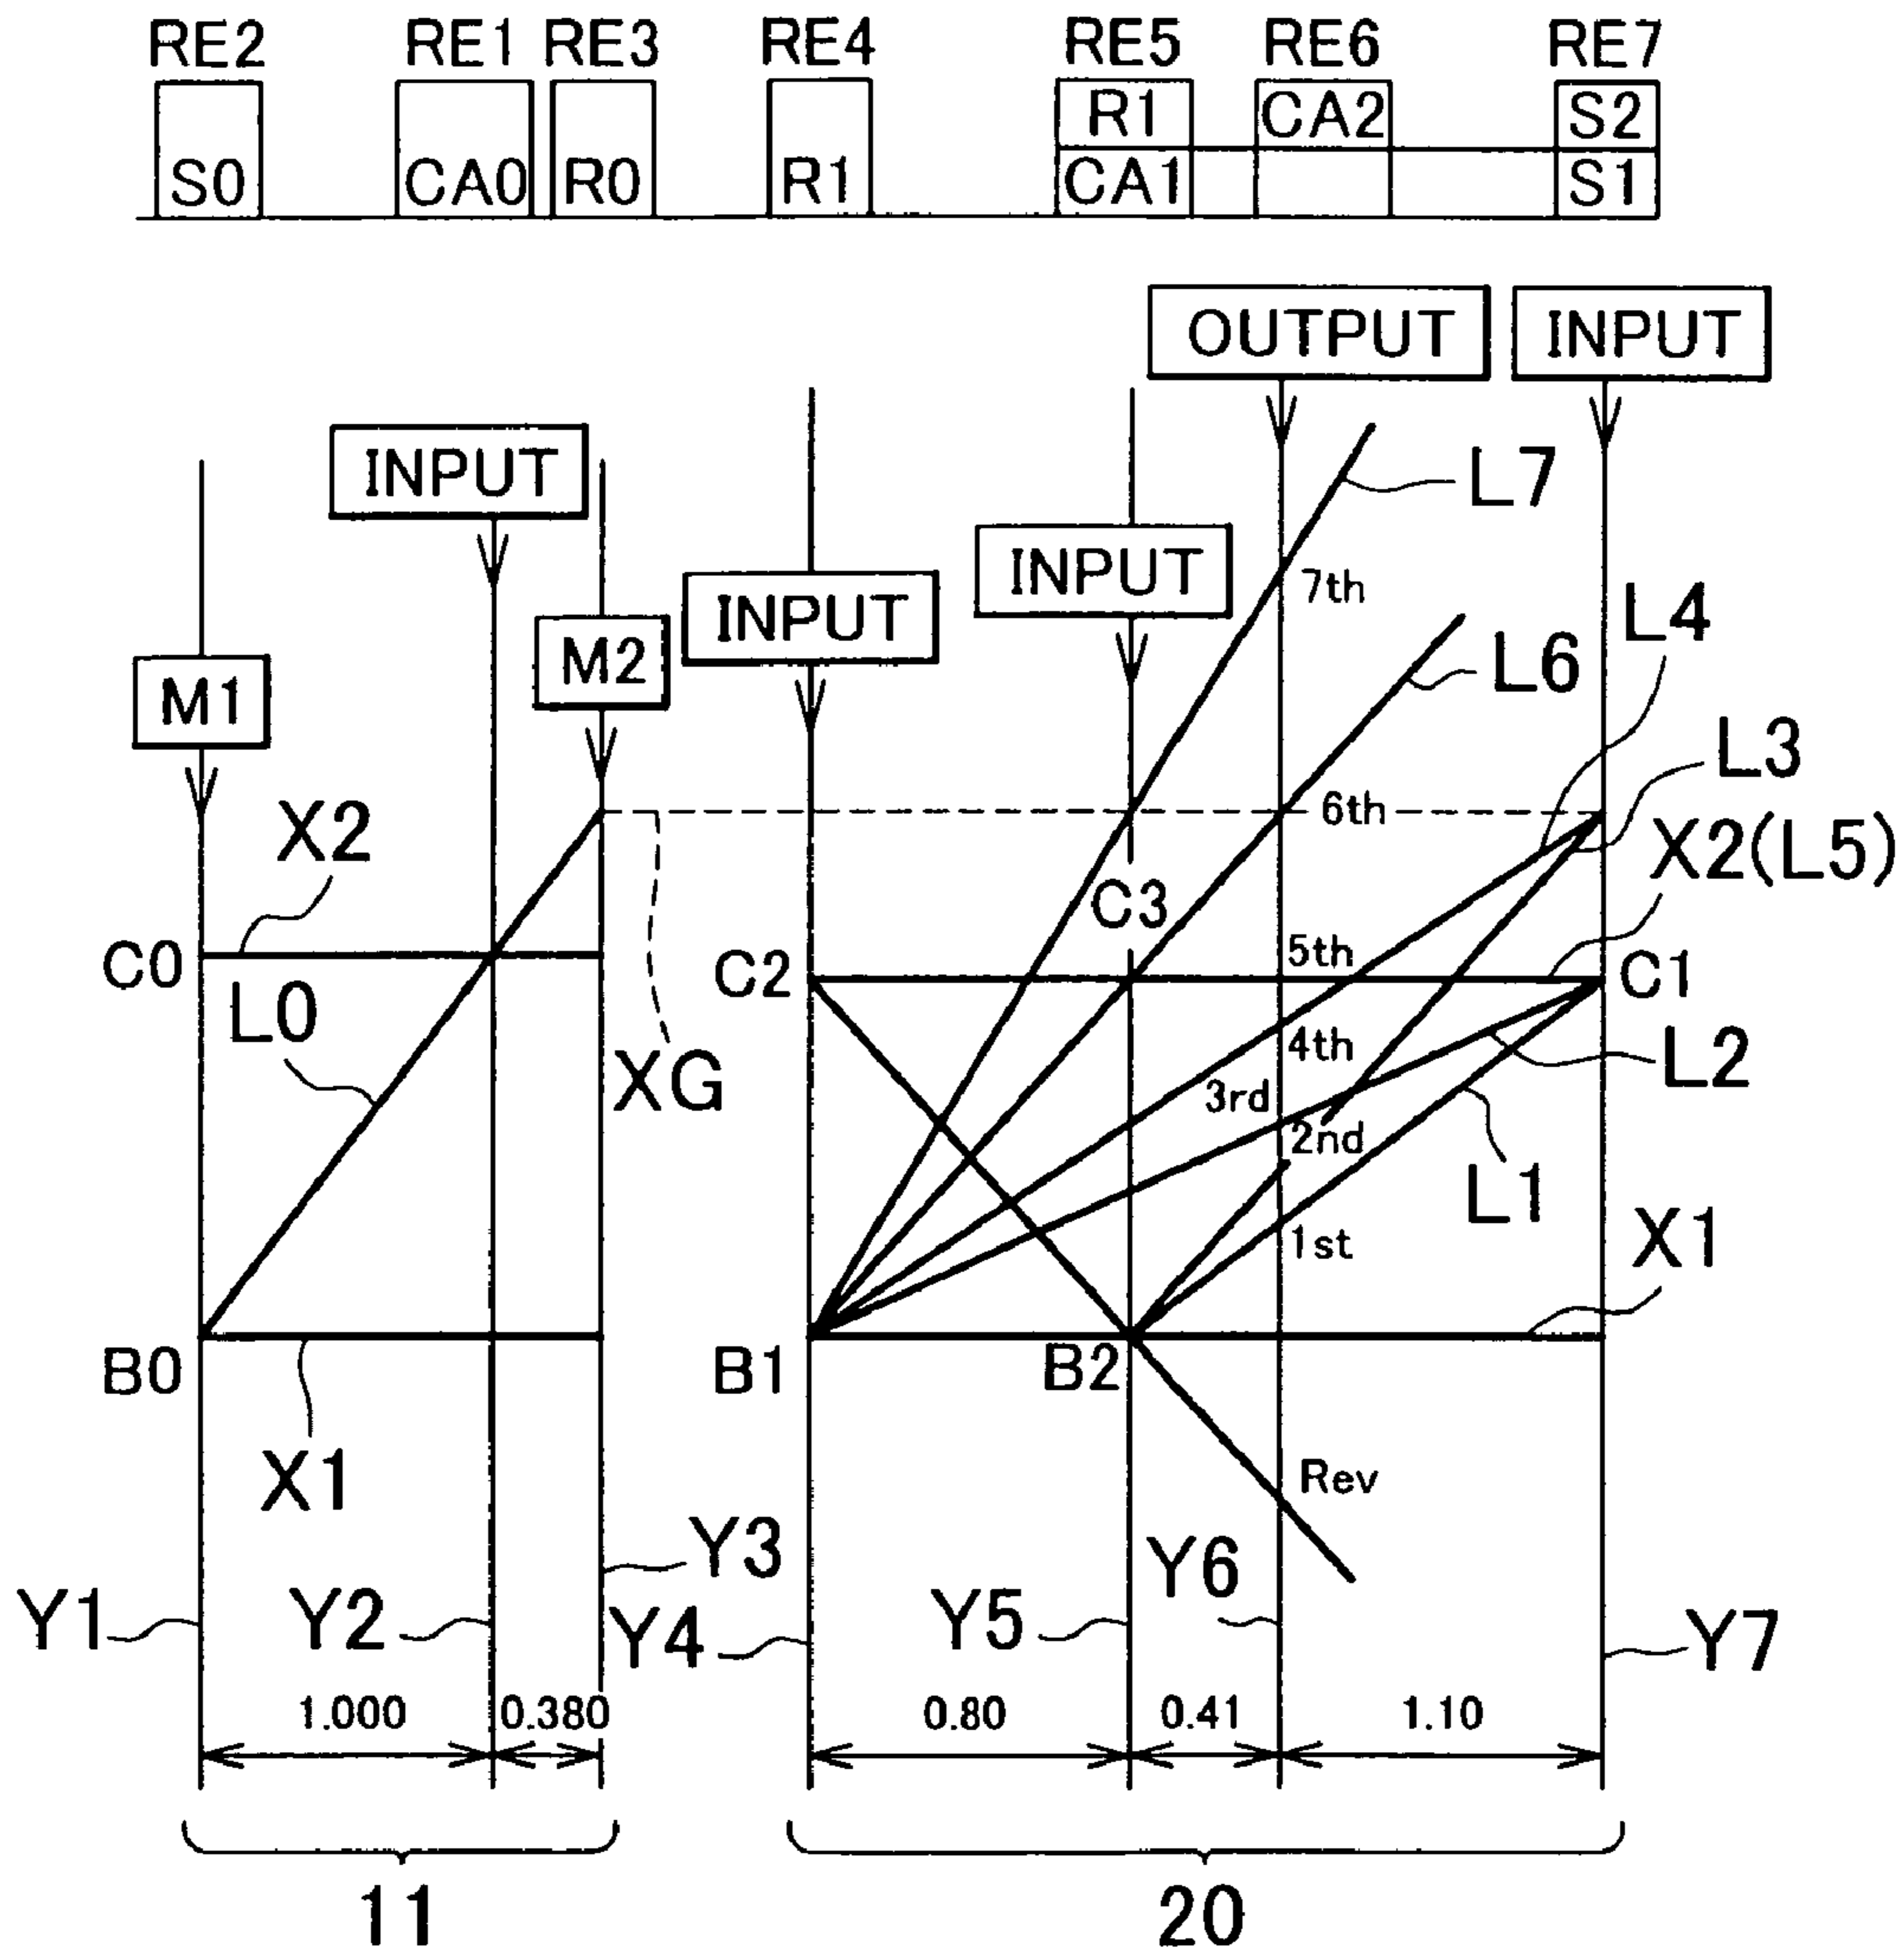 RE2 RE1 RE3 RE4 RE5 RE6 RE7
R1 CA2 S2
S0 CA0 R0 R1 CA1 S1
OUTPUT INPUT
INPUT
L7
INPUT
7th
INPUT
L4
M2
L6
M1
L3
X2
6th
X2(L5)
C3
C0
5th
C2
C1
L0
4th
L2
XG
3rd
2nd
L1
1st
X1
B0
B1
B2
X1
Rev
Y3
Y6
Y1 Y2 Y4 Y5 Y7
1.000 0.380 0.80 0.41 1.10
11 20